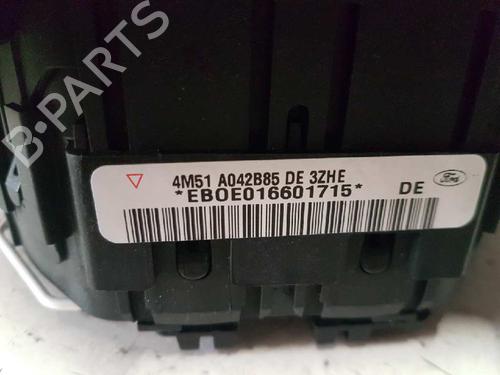 B-PARTS
4M51 A042B85 DE 3ZHE
*EB0E016601715*
DE
Ford